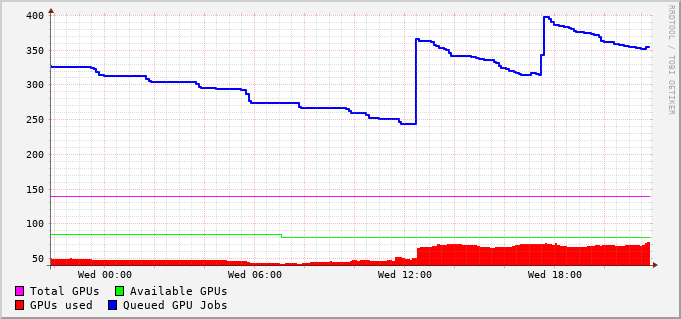 400
350
300
250
200
150
100
50
Wed 00:00 Wed 06:00 Wed 12:00 Wed 18:00
Total GPUs Available GPUs
GPUs used Queued GPU Jobs
RRDTOOL / TOBI OETIKER